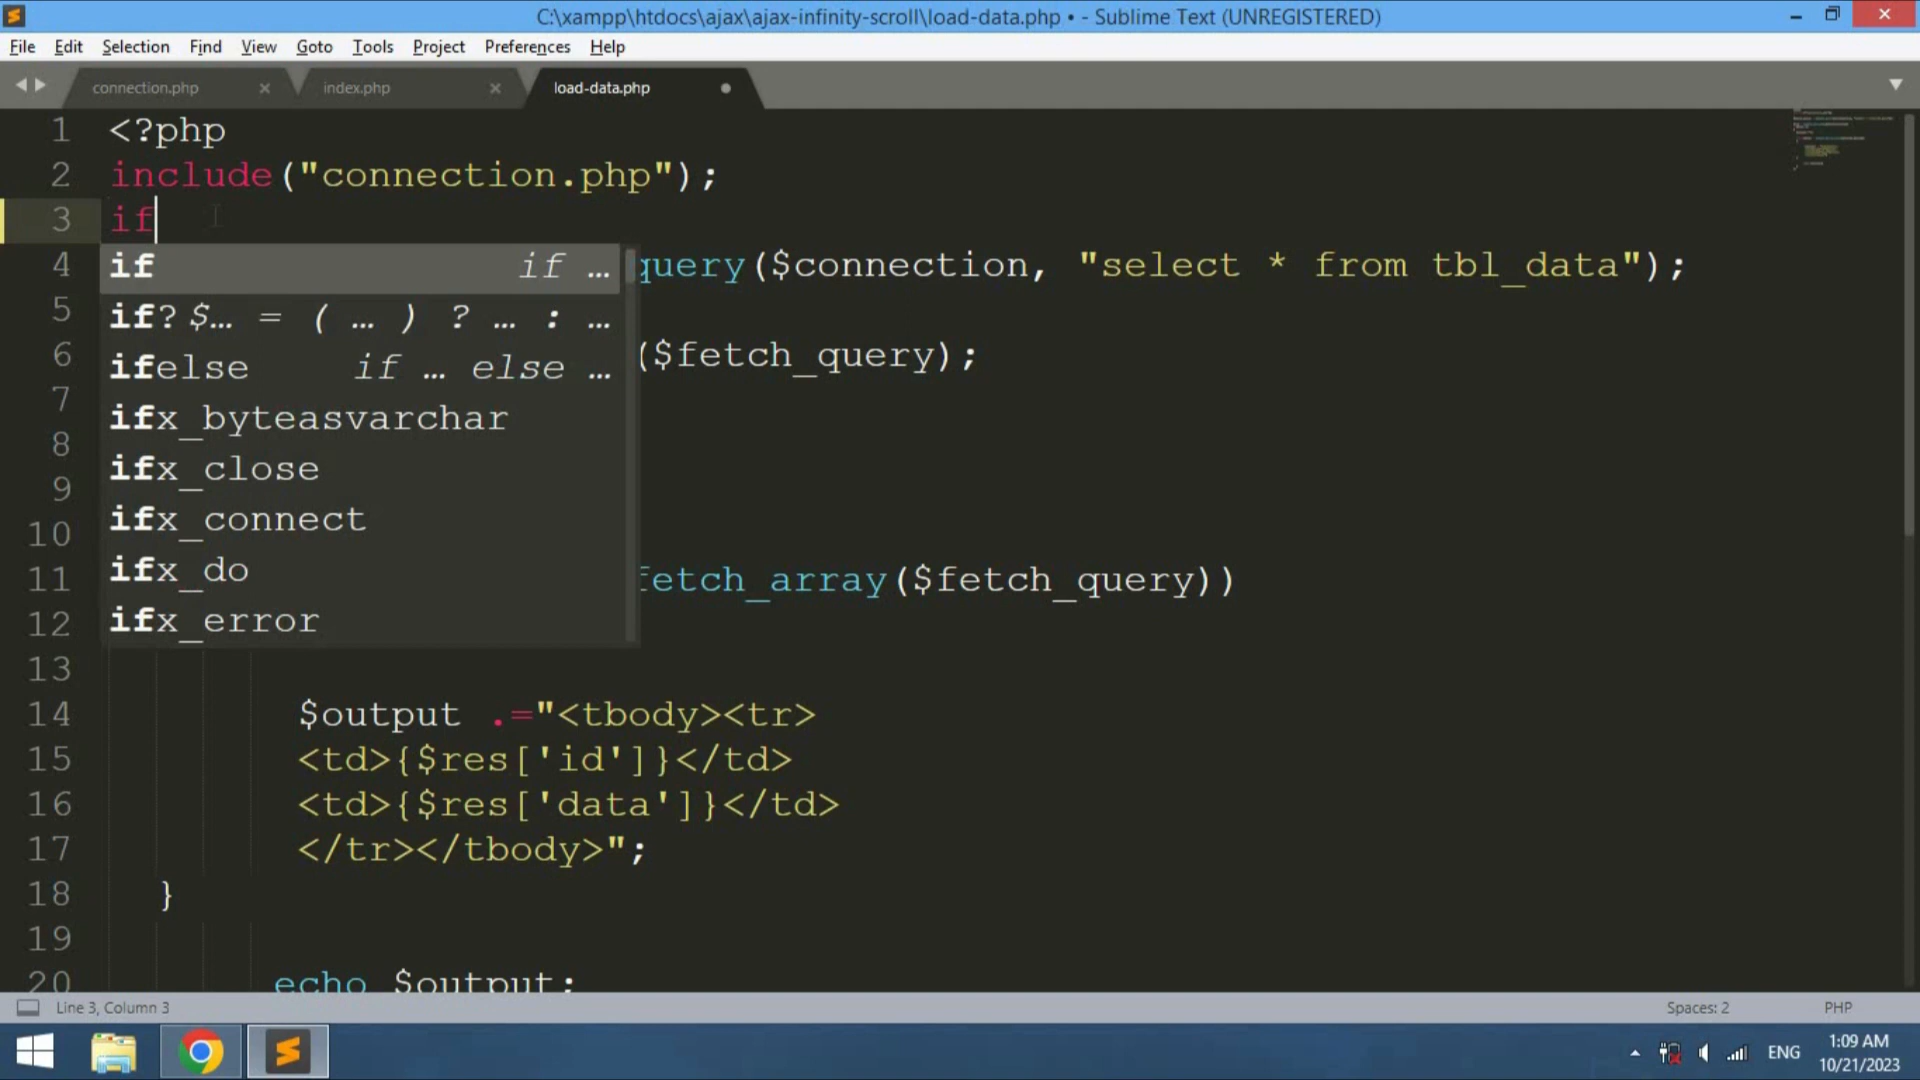 C:\xampp\htdocs\ajax\ajax-infinity-scroll\load-data.php • - Sublime Text (UNREGISTERED)
File Edit Selection Find View Goto Tools Project Preferences Help
connection.php × index.php × load-data.php
1 <?php
2 include("connection.php");
3 if
if if …
4 query($connection, "select * from tbl_data");
5 if? $… = ( … ) ? … : …
6 ($fetch_query);
ifelse if … else …
7
ifx_byteasvarchar
8
ifx_close
9
10 ifx_connect
11 fetch_array($fetch_query))
ifx_do
12 ifx_error
13
14 $output .="<tbody><tr>
15 <td>{$res['id']}</td>
16 <td>{$res['data']}</td>
17 </tr></tbody>";
18 }
19
20 echo $output;
Line 3, Column 3 Spaces: 2 PHP
ENG 1:09 AM
10/21/2023